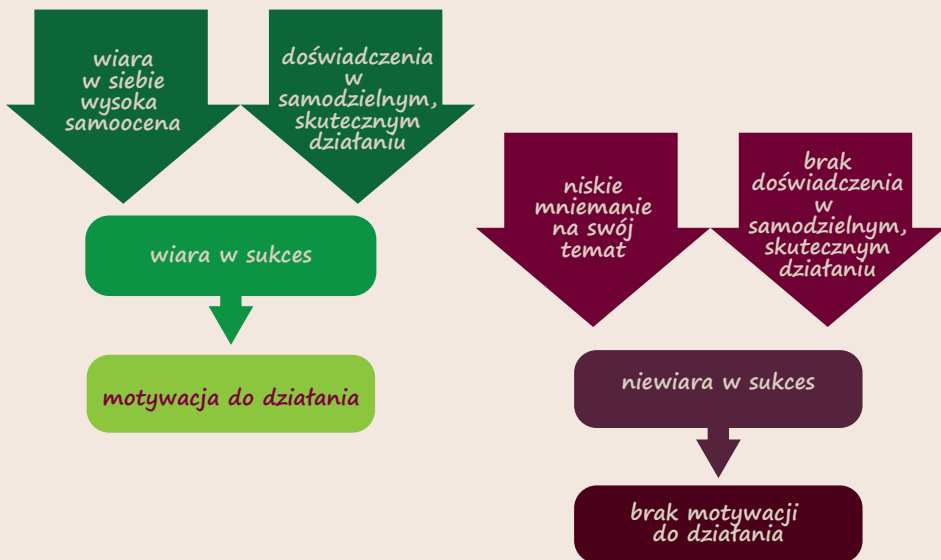 wiara
w siebie
wysoka
samoocena
doświadczenia
w
samodzielnym,
skutecznym
działaniu
wiara w sukces
motywacja do działania
niskie
mniemanie
na swój
temat
brak
doświadczenia
w
samodzielnym,
skutecznym
działaniu
niewiara w sukces
brak motywacji
do działania